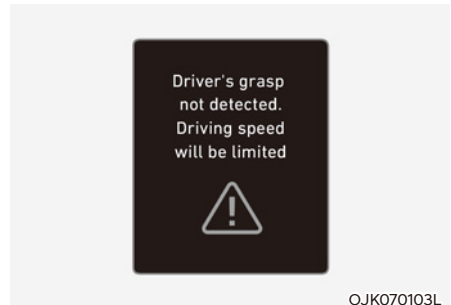 Driver's grasp
not detected.
Driving speed
will be limited
OJK070103L